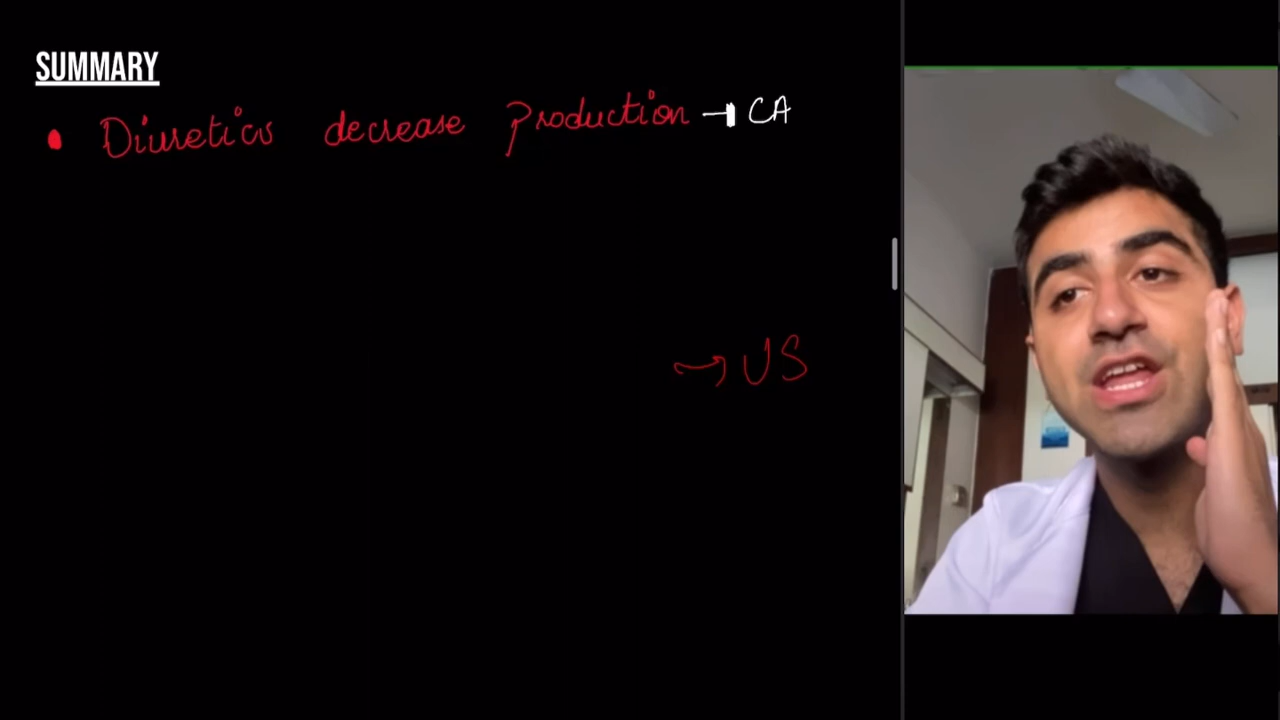 SUMMARY
• Diuretics decrease production ⊣ CA
→ US